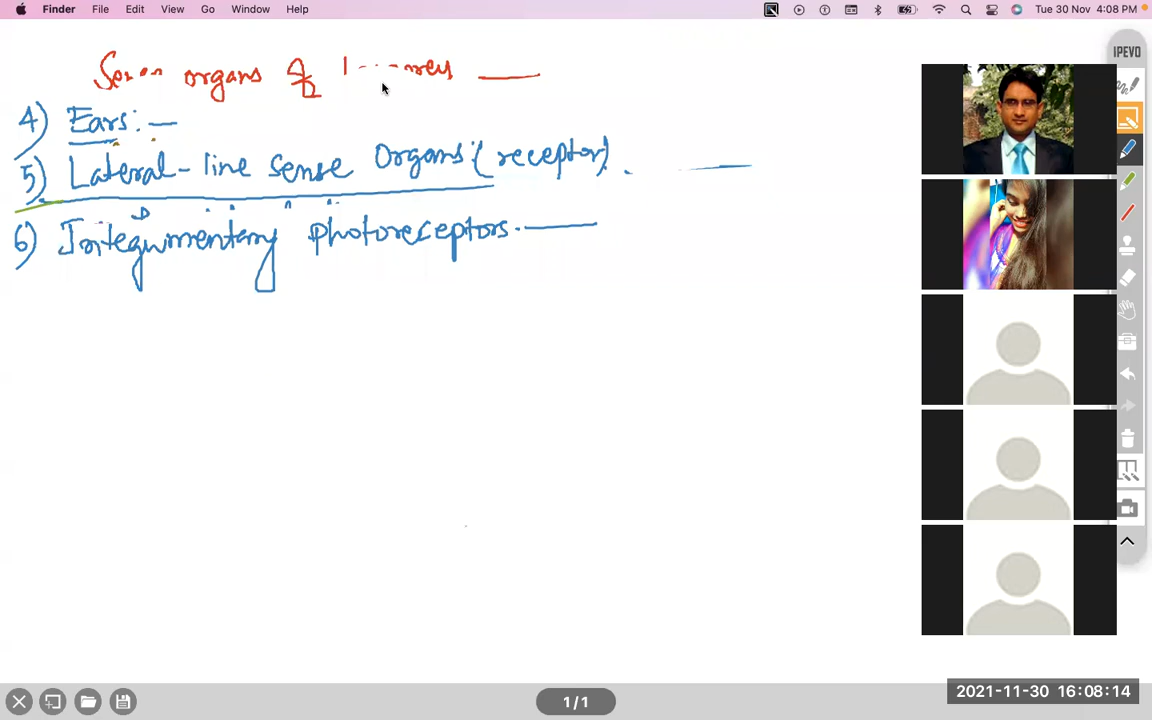 Finder File Edit View Go Window Help Tue 30 Nov 4:08 PM
IPEVO
organs of
4) Ears:—
5) Lateral-line sense Organs (receptor).
6) Integumentary photoreceptors.
1/1
2021-11-30 16:08:14